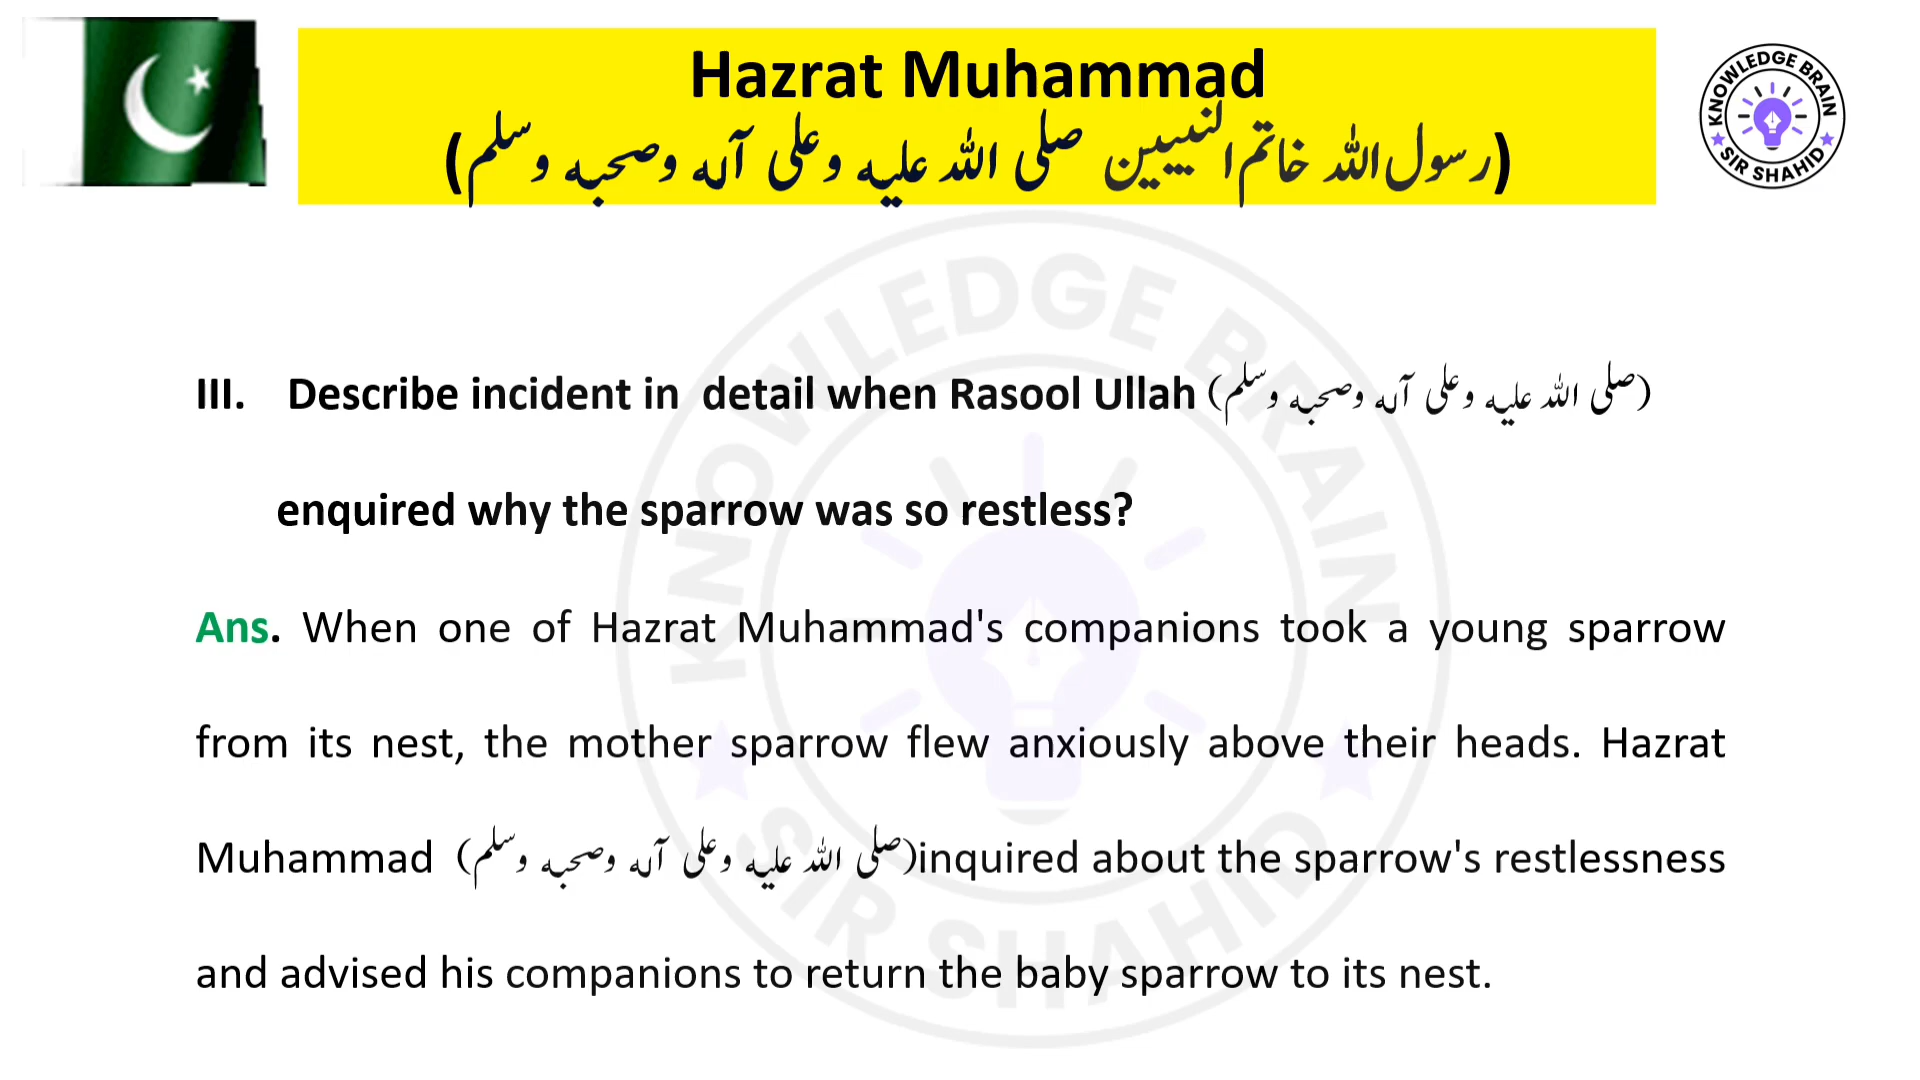 Hazrat Muhammad
(رسول اللہ خاتم النبیین صلی اللہ علیہ وعلی آلہ وصحبہ وسلم)
KNOWLEDGE BRAIN
SIR SHAHID
III. Describe incident in detail when Rasool Ullah (صلی اللہ علیہ وعلی آلہ وصحبہ وسلم)
enquired why the sparrow was so restless?
Ans. When one of Hazrat Muhammad's companions took a young sparrow
from its nest, the mother sparrow flew anxiously above their heads. Hazrat
Muhammad (صلی اللہ علیہ وعلی آلہ وصحبہ وسلم)inquired about the sparrow's restlessness
and advised his companions to return the baby sparrow to its nest.
KNOWLEDGE BRAIN
SIR SHAHID